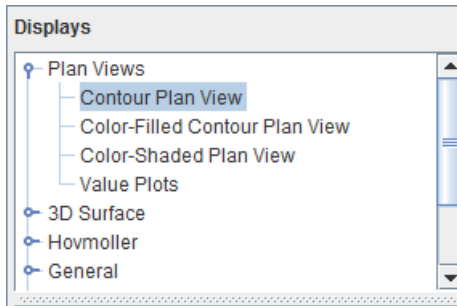 Displays
Plan Views
Contour Plan View
Color-Filled Contour Plan View
Color-Shaded Plan View
Value Plots
3D Surface
Hovmoller
General